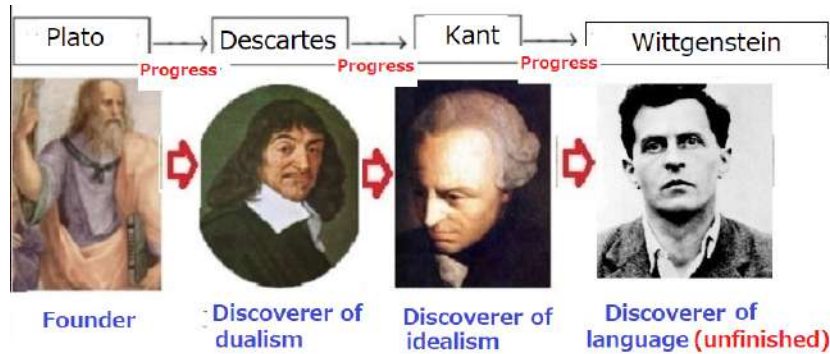 Plato
Descartes
Kant
Wittgenstein
Progress
Progress
Progress
Founder
Discoverer of
dualism
Discoverer of
idealism
Discoverer of
language (unfinished)